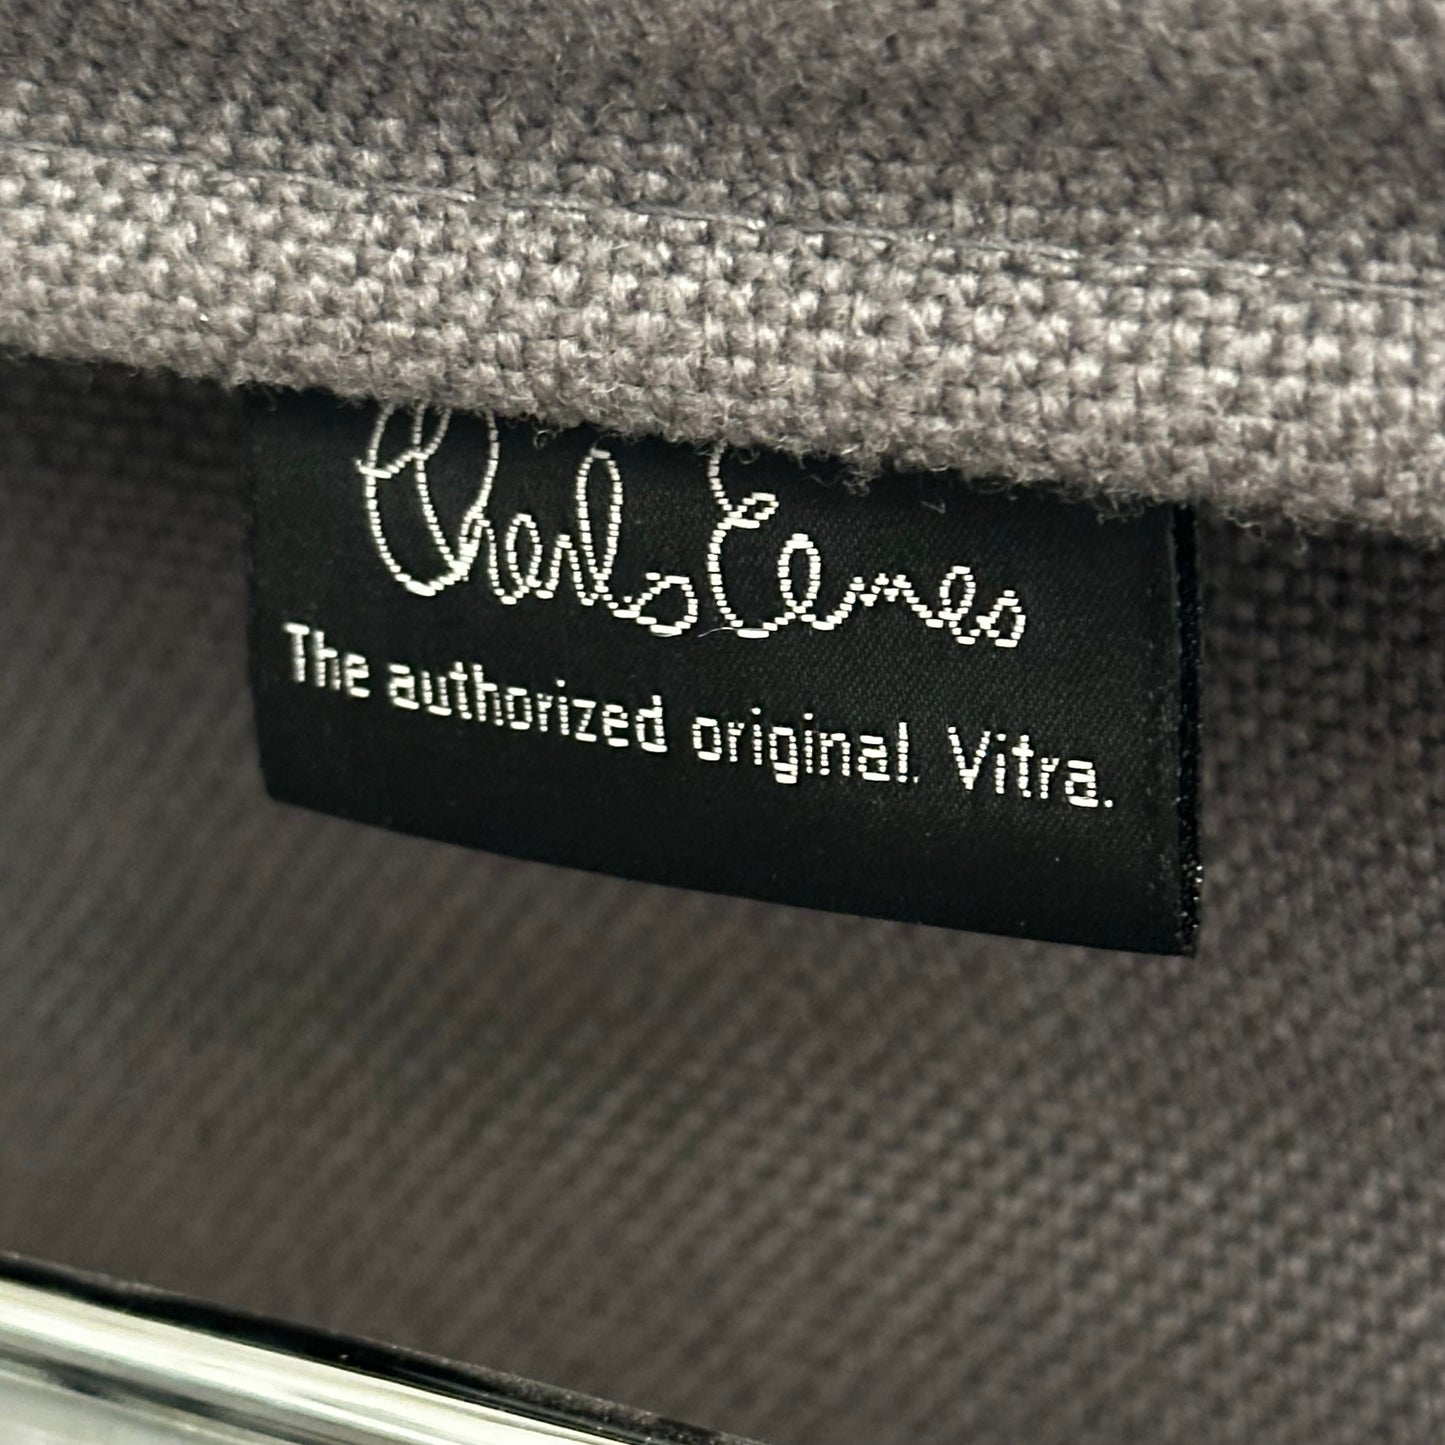 Charles Eames
The authorized original. Vitra.